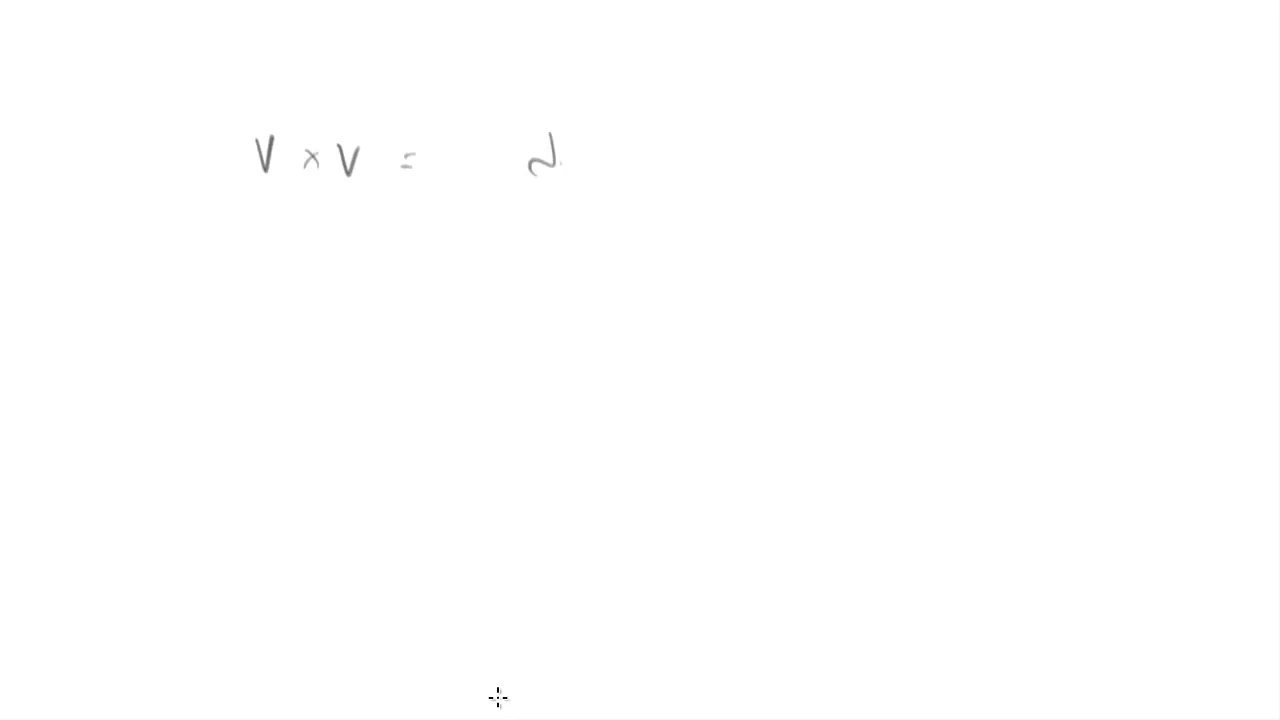 V × V =